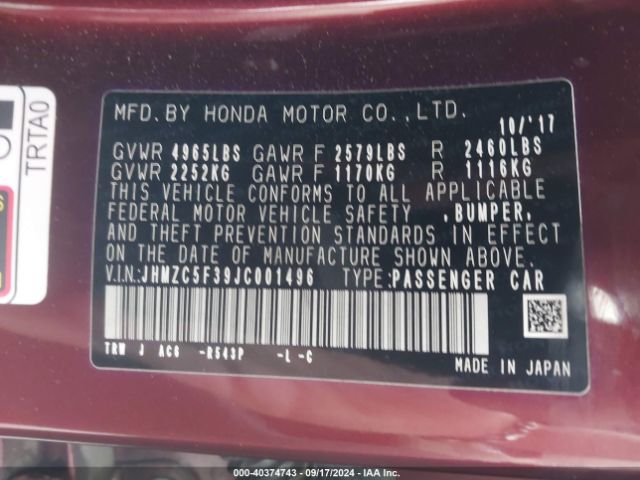 MFD. BY HONDA MOTOR CO., LTD.
10/'17
GVWR 4965LBS GAWR F 2579LBS R 2460LBS
GVWR 2252KG GAWR F 1170KG R 1116KG
THIS VEHICLE CONFORMS TO ALL APPLICABLE
FEDERAL MOTOR VEHICLE SAFETY , BUMPER,
AND THEFT PREVENTION STANDARDS IN EFFECT
ON THE DATE OF MANUFACTURE SHOWN ABOVE.
V.IN: JHMZC5F39JC001496 TYPE: PASSENGER CAR
TRW J AC6 -R543P -L -C
MADE IN JAPAN
TRTA0
000-40374743 - 09/17/2024 - IAAI.COM